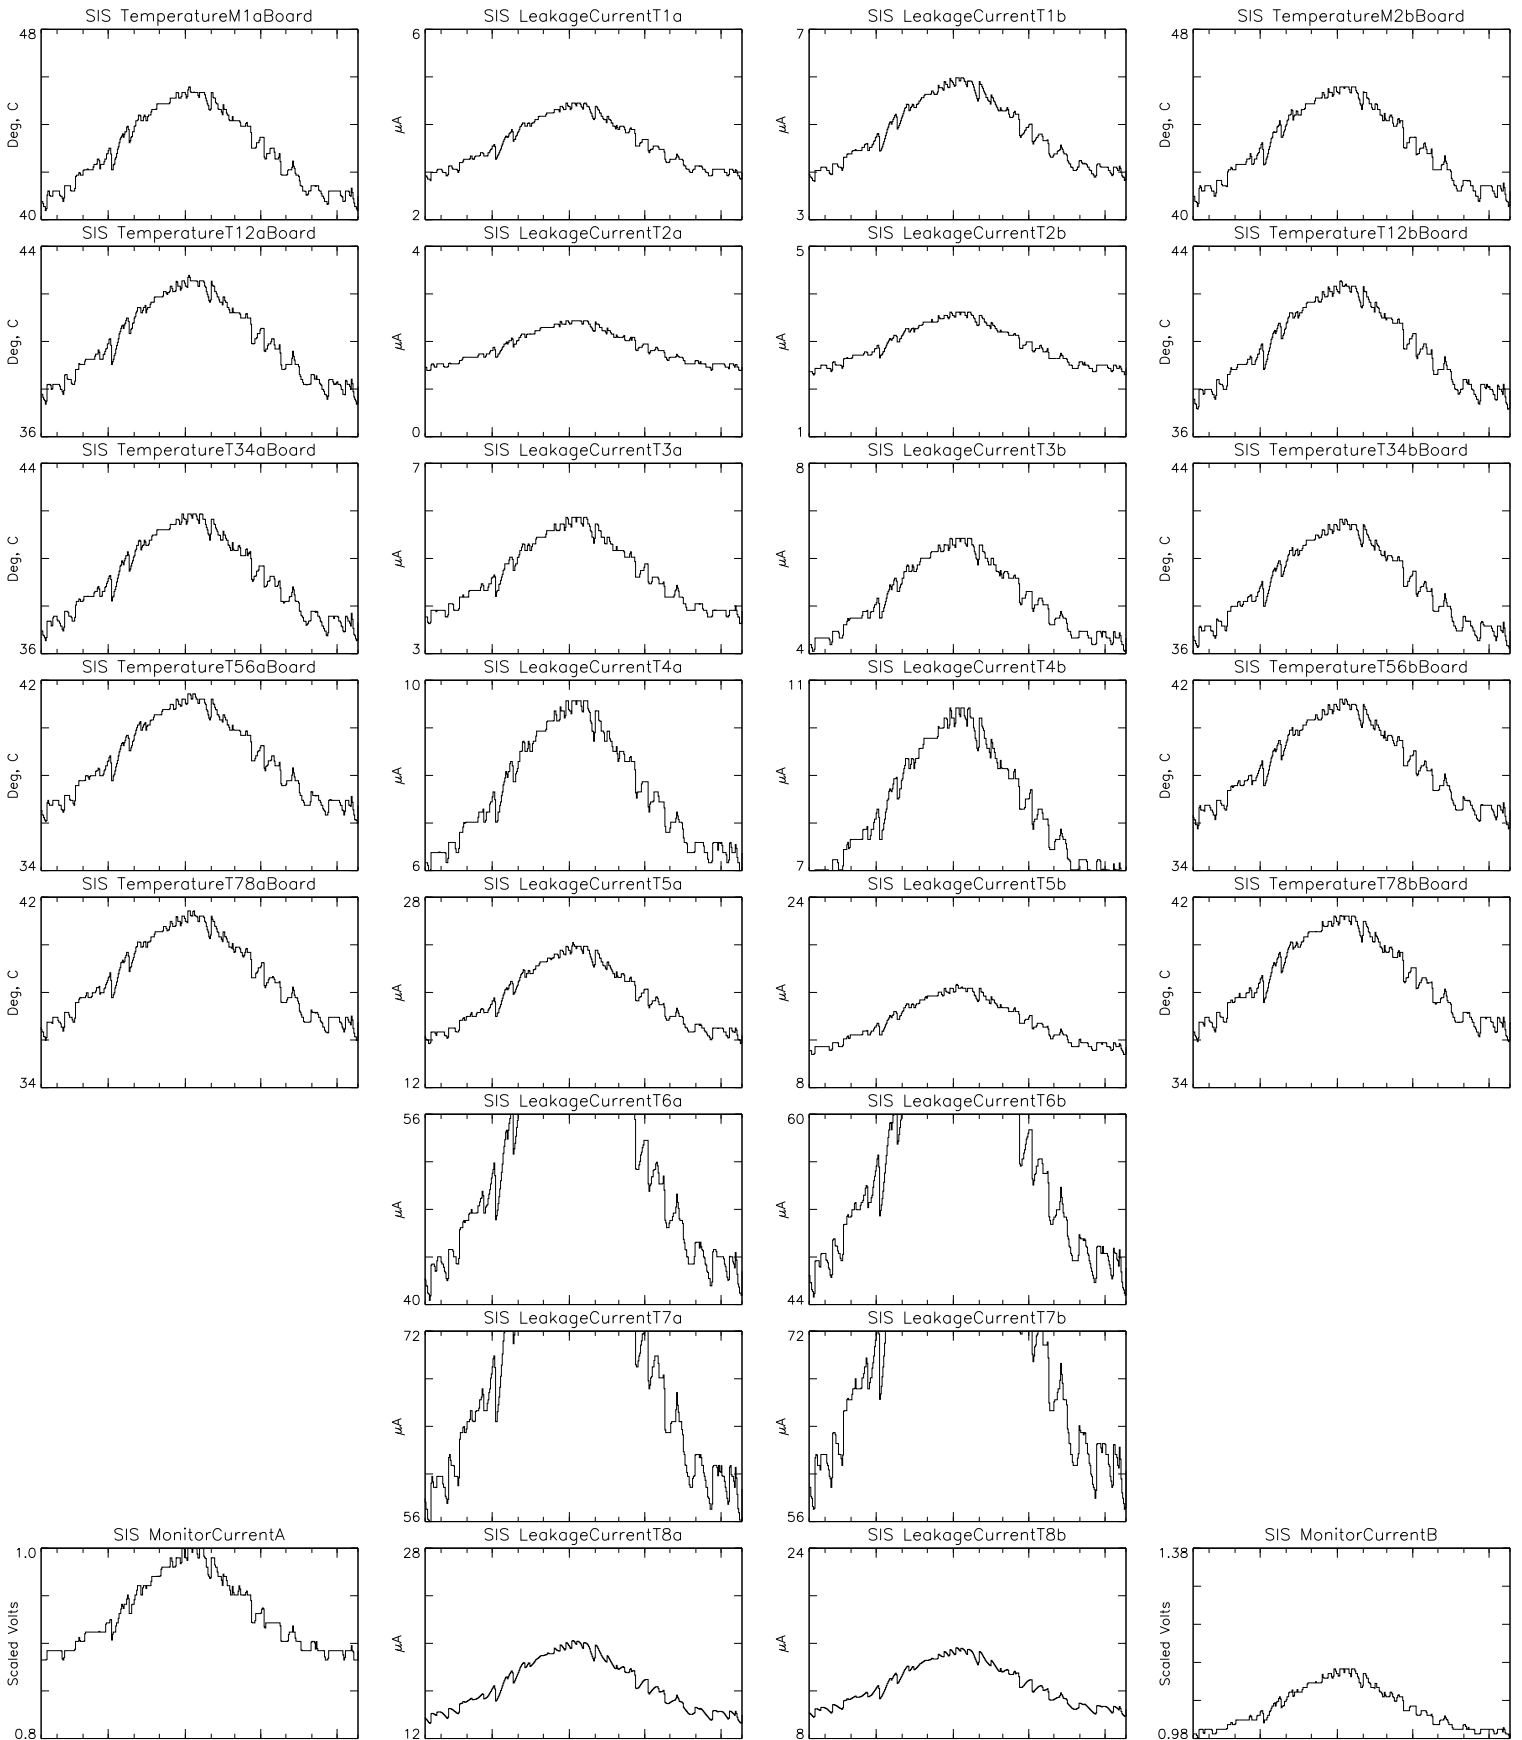 SIS TemperatureM1aBoard
SIS LeakageCurrentT1a
SIS LeakageCurrentT1b
SIS TemperatureM2bBoard
48
Deg, C
40
6
μA
2
7
μA
3
48
Deg, C
40
SIS TemperatureT12aBoard
SIS LeakageCurrentT2a
SIS LeakageCurrentT2b
SIS TemperatureT12bBoard
44
Deg, C
36
4
μA
0
5
μA
1
44
Deg, C
36
SIS TemperatureT34aBoard
SIS LeakageCurrentT3a
SIS LeakageCurrentT3b
SIS TemperatureT34bBoard
44
Deg, C
36
7
μA
3
8
μA
4
44
Deg, C
36
SIS TemperatureT56aBoard
SIS LeakageCurrentT4a
SIS LeakageCurrentT4b
SIS TemperatureT56bBoard
42
Deg, C
34
10
μA
6
11
μA
7
42
Deg, C
34
SIS TemperatureT78aBoard
SIS LeakageCurrentT5a
SIS LeakageCurrentT5b
SIS TemperatureT78bBoard
42
Deg, C
34
28
μA
12
24
μA
8
42
Deg, C
34
SIS LeakageCurrentT6a
SIS LeakageCurrentT6b
56
μA
40
60
μA
44
SIS LeakageCurrentT7a
SIS LeakageCurrentT7b
72
μA
56
72
μA
56
SIS MonitorCurrentA
SIS LeakageCurrentT8a
SIS LeakageCurrentT8b
SIS MonitorCurrentB
1.0
Scaled Volts
0.8
28
μA
12
24
μA
8
1.38
Scaled Volts
0.98